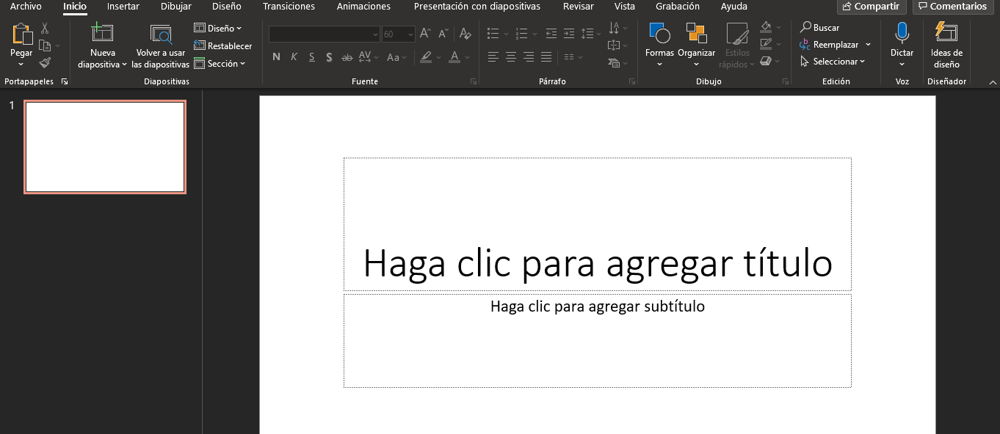 Archivo Inicio Insertar Dibujar Diseño Transiciones Animaciones Presentación con diapositivas Revisar Vista Grabación Ayuda Compartir Comentarios
Pegar
Portapapeles
Nueva
diapositiva
Volver a usar
las diapositivas
Diseño
Restablecer
Sección
Diapositivas
60
N K S S ab AV Aa A
Fuente
Párrafo
Formas
Organizar
Estilos
rápidos
Dibujo
Buscar
Reemplazar
Seleccionar
Edición
Dictar
Voz
Ideas de
diseño
Diseñador
1
Haga clic para agregar título
Haga clic para agregar subtítulo